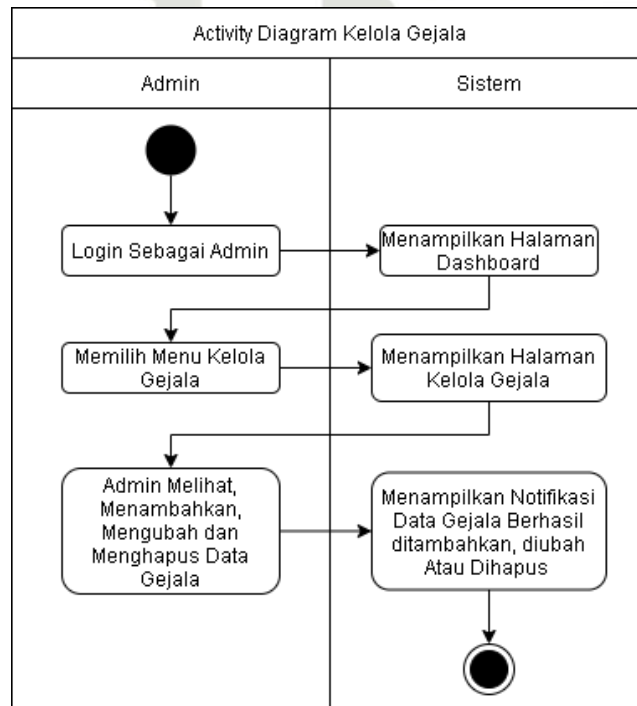 Activity Diagram Kelola Gejala
Admin
Sistem
Login Sebagai Admin
Menampilkan Halaman
Dashboard
Memilih Menu Kelola
Gejala
Menampilkan Halaman
Kelola Gejala
Admin Melihat,
Menambahkan,
Mengubah dan
Menghapus Data
Gejala
Menampilkan Notifikasi
Data Gejala Berhasil
ditambahkan, diubah
Atau Dihapus